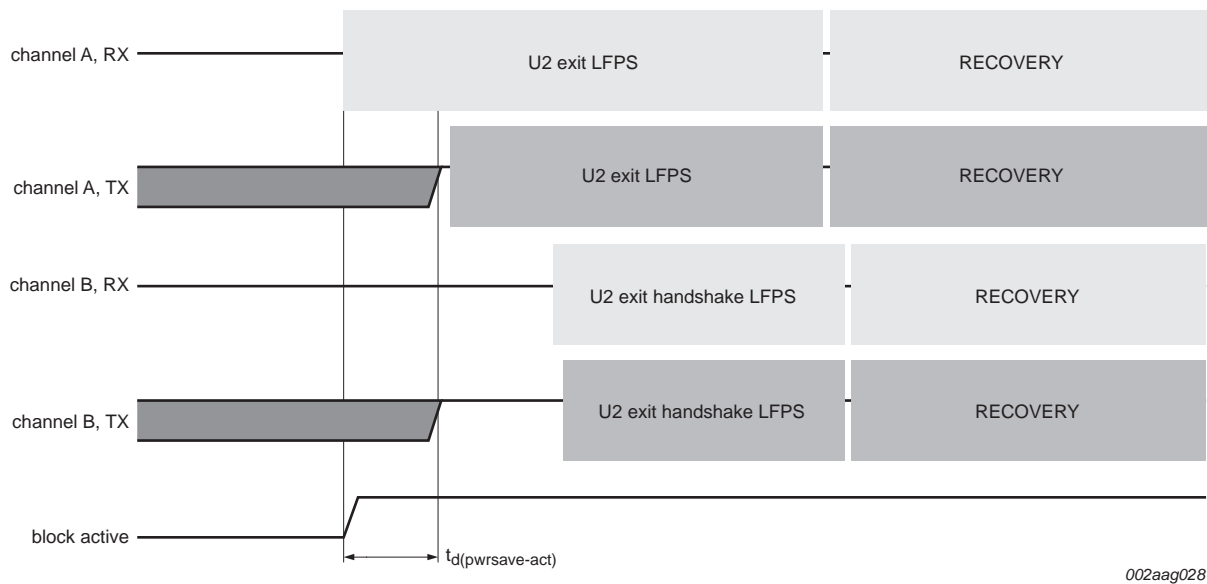 channel A, RX
U2 exit LFPS
RECOVERY
channel A, TX
U2 exit LFPS
RECOVERY
channel B, RX
U2 exit handshake LFPS
RECOVERY
channel B, TX
U2 exit handshake LFPS
RECOVERY
block active
td(pwrsave-act)
002aag028